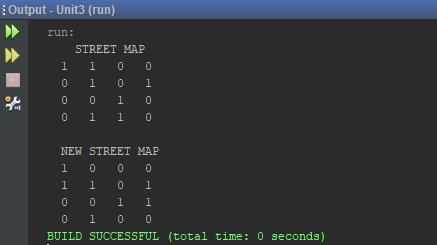 Output - Unit3 (run)
run:
STREET MAP
1 1 0 0
0 1 0 1
0 0 1 0
0 1 1 0
NEW STREET MAP
1 0 0 0
1 1 0 1
0 0 1 1
0 1 0 0
BUILD SUCCESSFUL (total time: 0 seconds)